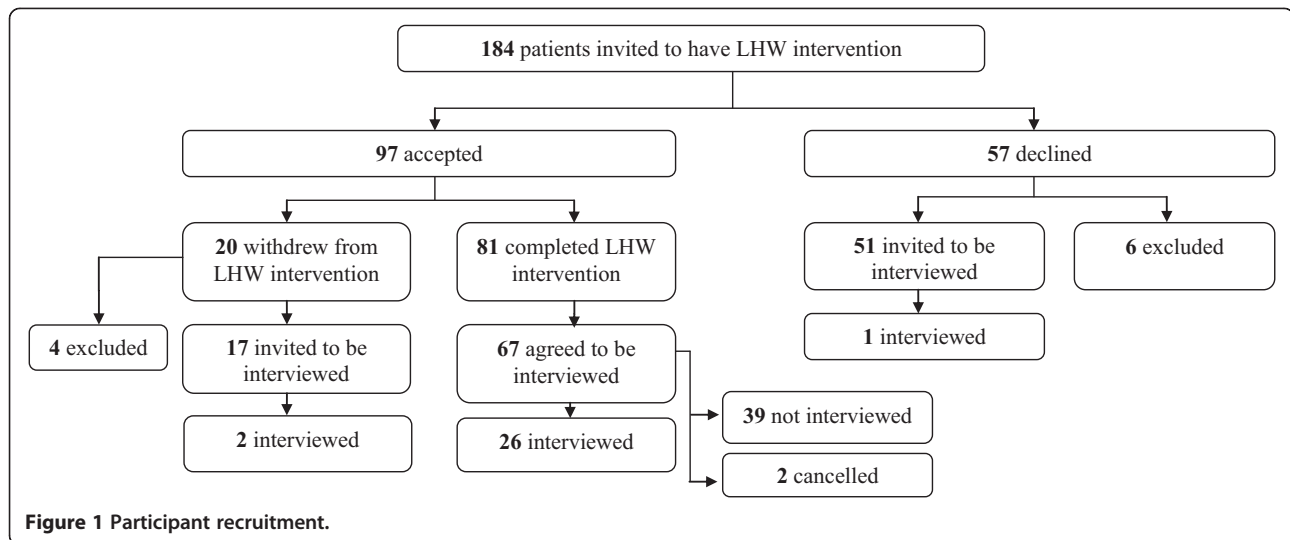 184 patients invited to have LHW intervention
97 accepted
57 declined
20 withdrew from
LHW intervention
81 completed LHW
intervention
51 invited to be
interviewed
6 excluded
4 excluded
17 invited to be
interviewed
67 agreed to be
interviewed
1 interviewed
39 not interviewed
2 interviewed
26 interviewed
2 cancelled
Figure 1 Participant recruitment.